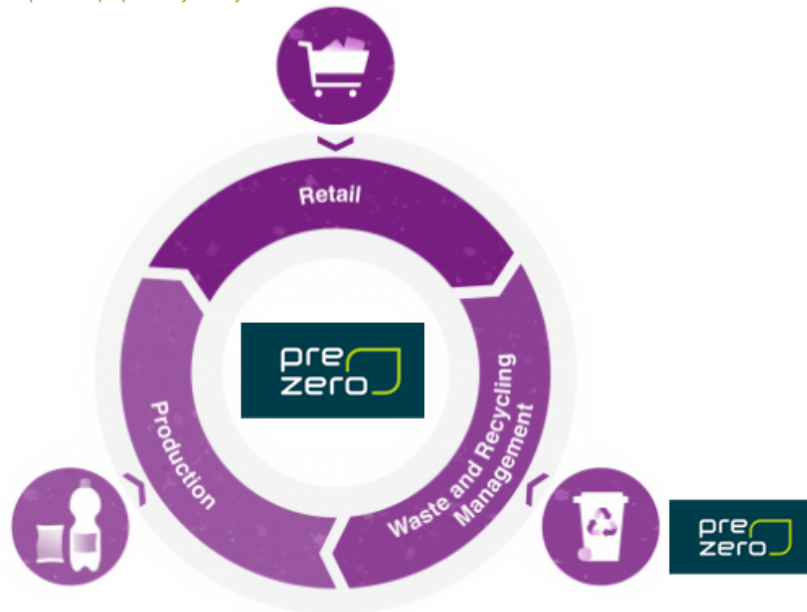 Retail
pre
zero
Production
Waste and Recycling
Management
pre
zero